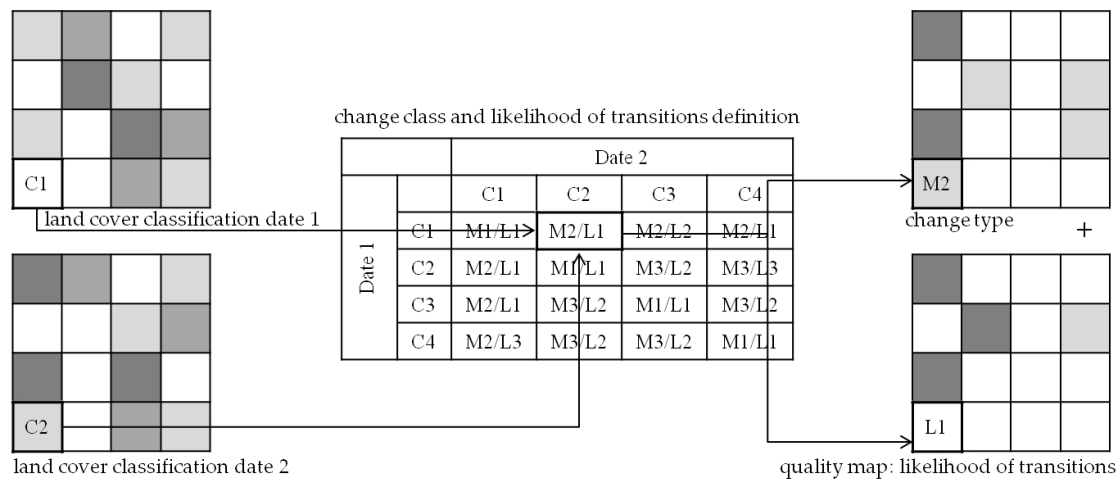 change class and likelihood of transitions definition
Date 2
C1 C2 C3 C4
Date 1
C1 M1/L1 M2/L1 M2/L2 M2/L1
C2 M2/L1 M1/L1 M3/L2 M3/L3
C3 M2/L1 M3/L2 M1/L1 M3/L2
C4 M2/L3 M3/L2 M3/L2 M1/L1
C1
land cover classification date 1
C2
land cover classification date 2
M2
change type +
L1
quality map: likelihood of transitions